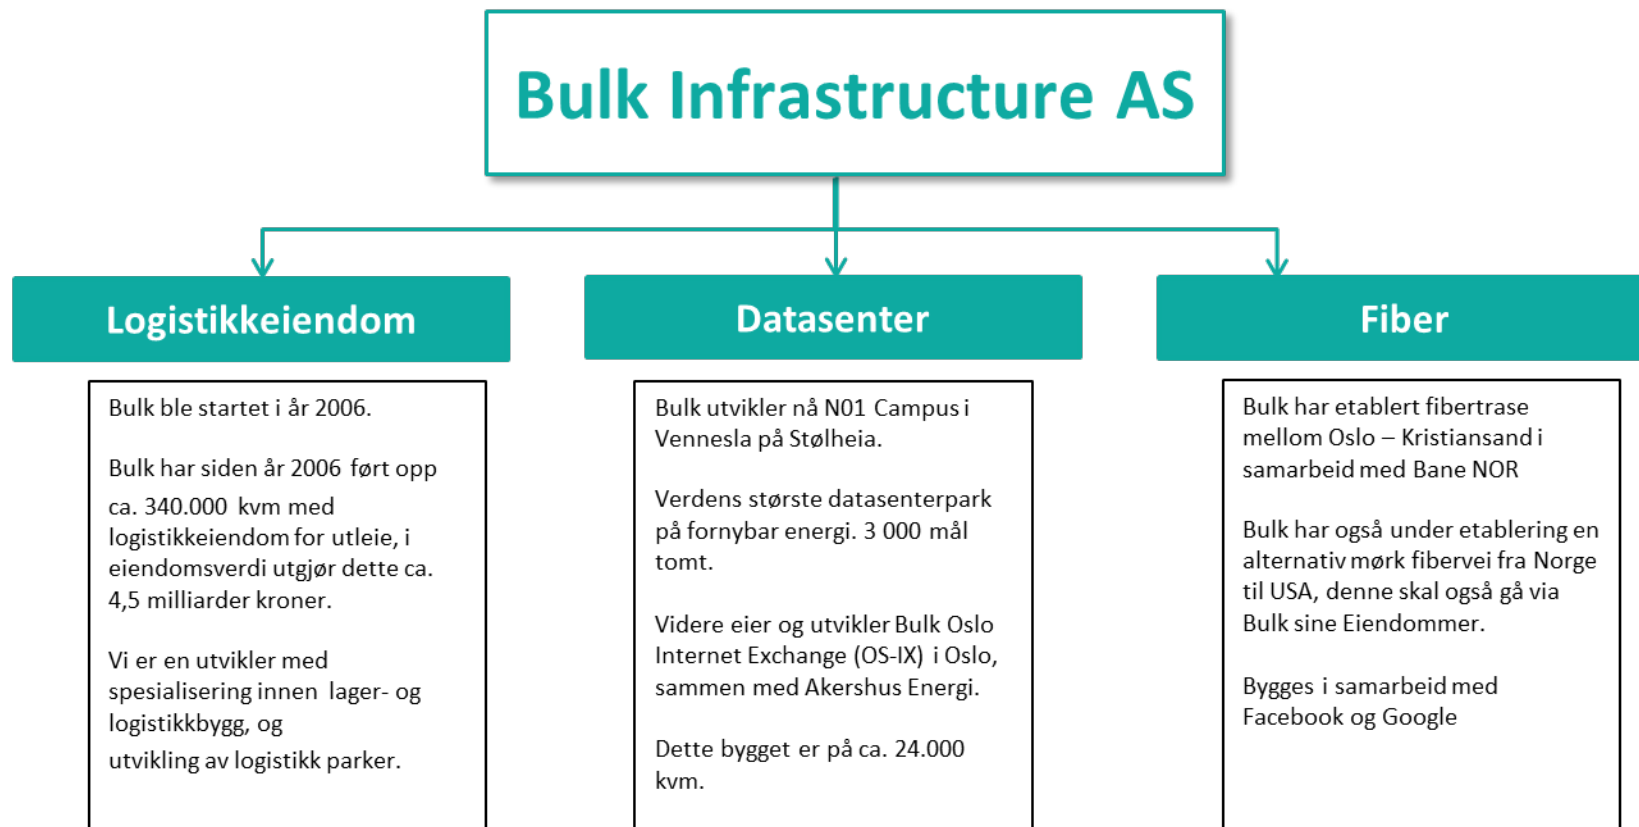 Bulk Infrastructure AS
Logistikkeiendom
Bulk ble startet i år 2006.
Bulk har siden år 2006 ført opp
ca. 340.000 kvm med
logistikkeiendom for utleie, i
eiendomsverdi utgjør dette ca.
4,5 milliarder kroner.
Vi er en utvikler med
spesialisering innen lager- og
logistikkbygg, og
utvikling av logistikk parker.
Datasenter
Bulk utvikler nå N01 Campus i
Vennesla på Stølheia.
Verdens største datasenterpark
på fornybar energi. 3 000 mål
tomt.
Videre eier og utvikler Bulk Oslo
Internet Exchange (OS-IX) i Oslo,
sammen med Akershus Energi.
Dette bygget er på ca. 24.000
kvm.
Fiber
Bulk har etablert fibertrase
mellom Oslo – Kristiansand i
samarbeid med Bane NOR
Bulk har også under etablering en
alternativ mørk fibervei fra Norge
til USA, denne skal også gå via
Bulk sine Eiendommer.
Bygges i samarbeid med
Facebook og Google